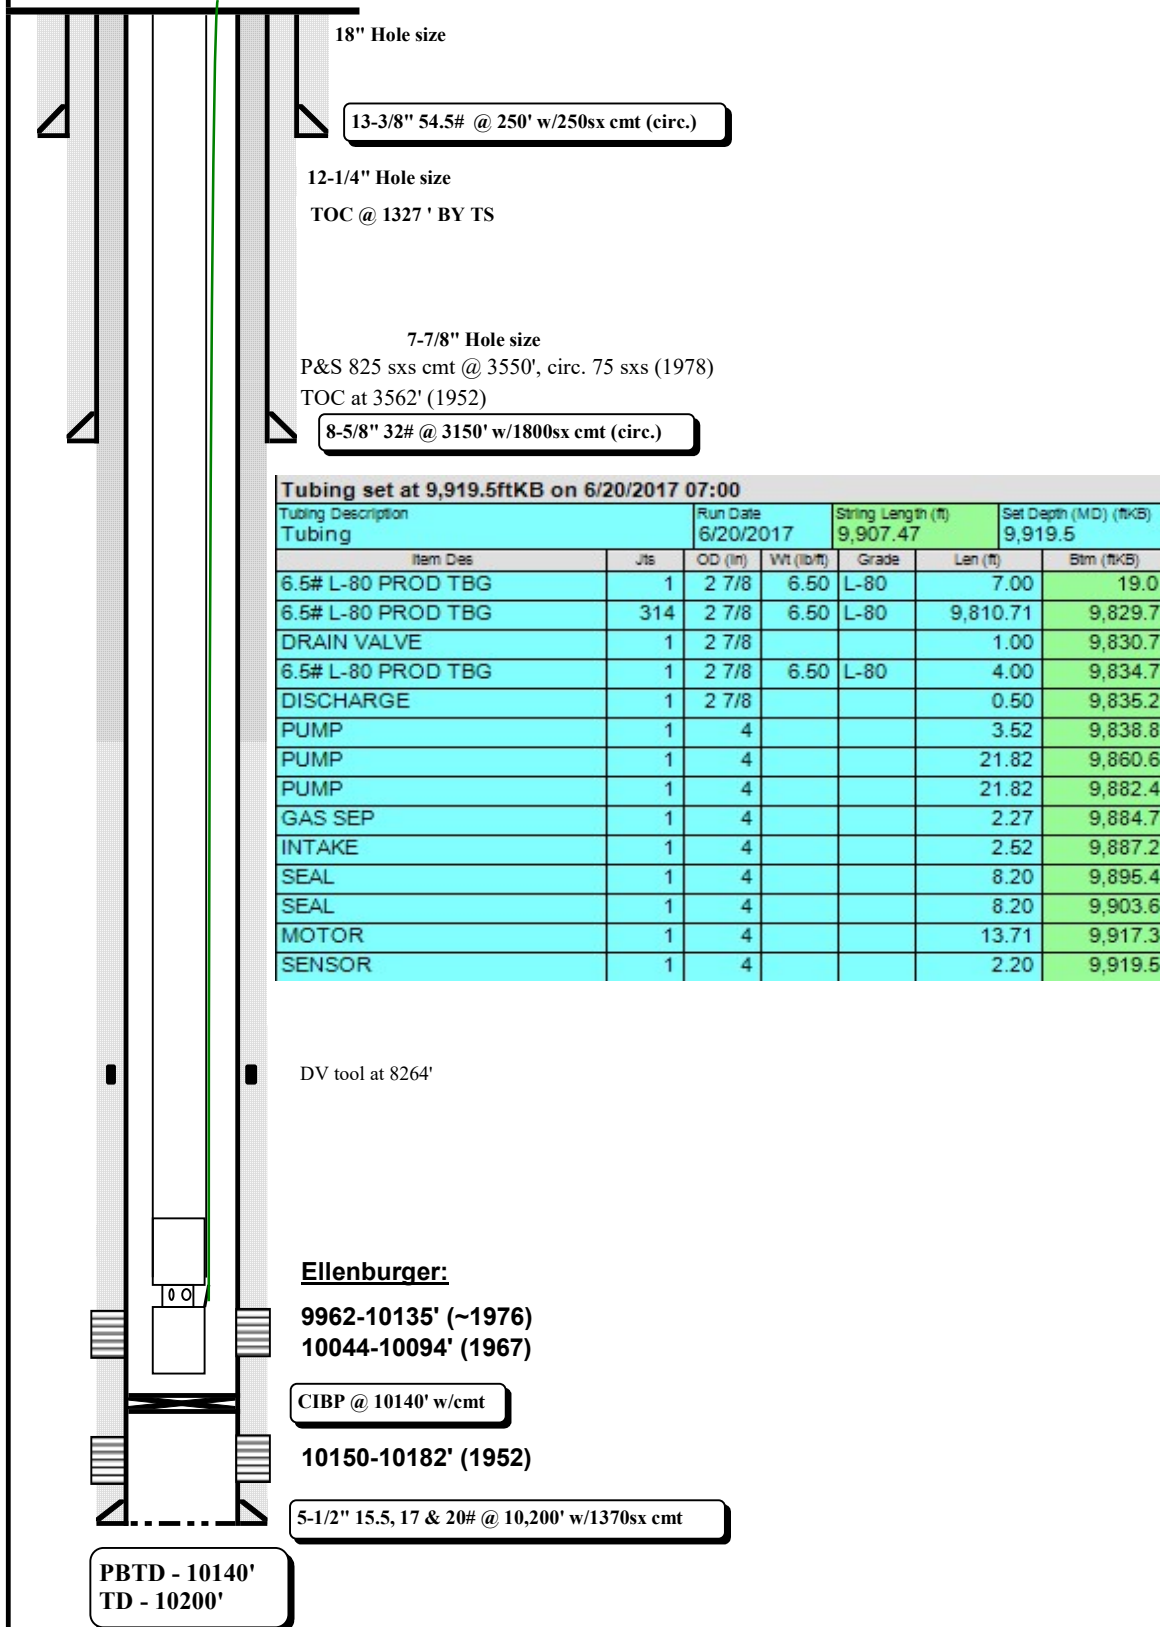 18" Hole size
13-3/8" 54.5# @ 250' w/250sx cmt (circ.)
12-1/4" Hole size
TOC @ 1327 ' BY TS
7-7/8" Hole size
P&S 825 sxs cmt @ 3550', circ. 75 sxs (1978)
TOC at 3562' (1952)
8-5/8" 32# @ 3150' w/1800sx cmt (circ.)
Tubing set at 9,919.5ftKB on 6/20/2017 07:00
Tubing Description Run Date String Length (ft) Set Depth (MD) (ftKB)
Tubing 6/20/2017 9,907.47 9,919.5
Item Des Jts OD (in) Wt (lb/ft) Grade Len (ft) Btm (ftKB)
6.5# L-80 PROD TBG 1 2 7/8 6.50 L-80 7.00 19.0
6.5# L-80 PROD TBG 314 2 7/8 6.50 L-80 9,810.71 9,829.7
DRAIN VALVE 1 2 7/8 1.00 9,830.7
6.5# L-80 PROD TBG 1 2 7/8 6.50 L-80 4.00 9,834.7
DISCHARGE 1 2 7/8 0.50 9,835.2
PUMP 1 4 3.52 9,838.8
PUMP 1 4 21.82 9,860.6
PUMP 1 4 21.82 9,882.4
GAS SEP 1 4 2.27 9,884.7
INTAKE 1 4 2.52 9,887.2
SEAL 1 4 8.20 9,895.4
SEAL 1 4 8.20 9,903.6
MOTOR 1 4 13.71 9,917.3
SENSOR 1 4 2.20 9,919.5
DV tool at 8264'
Ellenburger:
9962-10135' (~1976)
10044-10094' (1967)
CIBP @ 10140' w/cmt
10150-10182' (1952)
5-1/2" 15.5, 17 & 20# @ 10,200' w/1370sx cmt
PBTD - 10140'
TD - 10200'